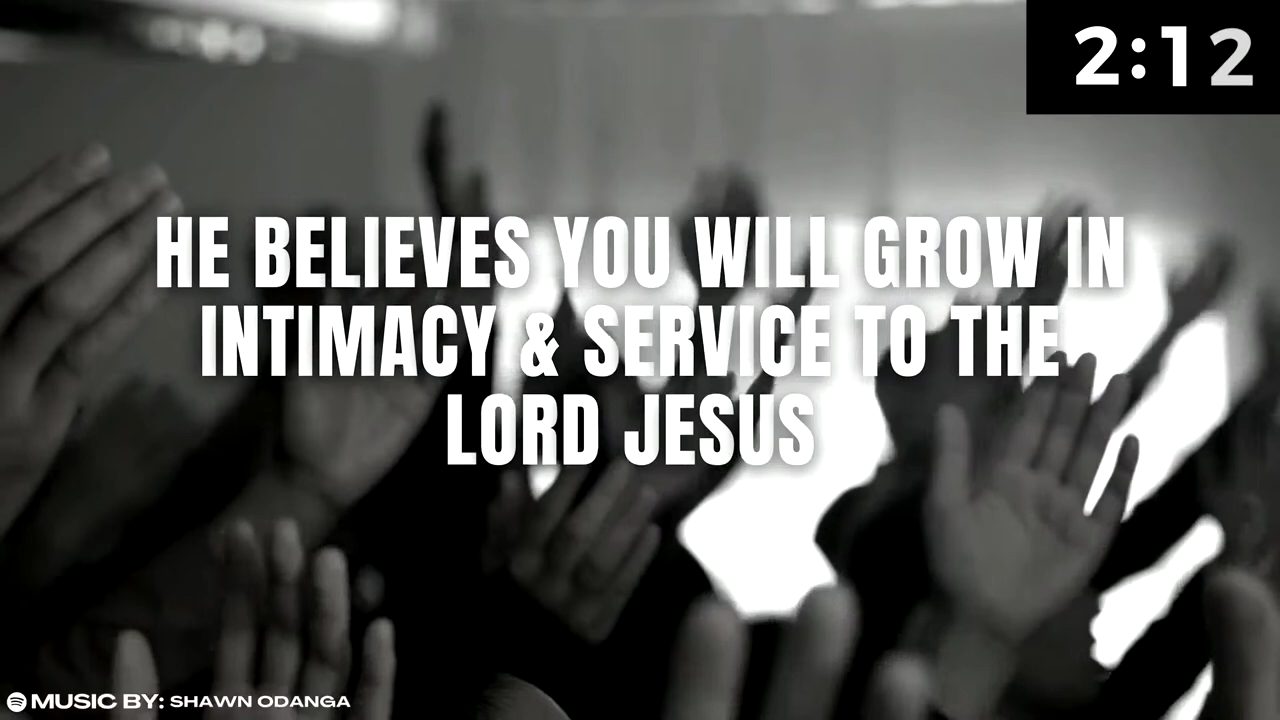 2:12
HE BELIEVES YOU WILL GROW IN
INTIMACY & SERVICE TO THE
LORD JESUS
MUSIC BY: SHAWN ODANGA